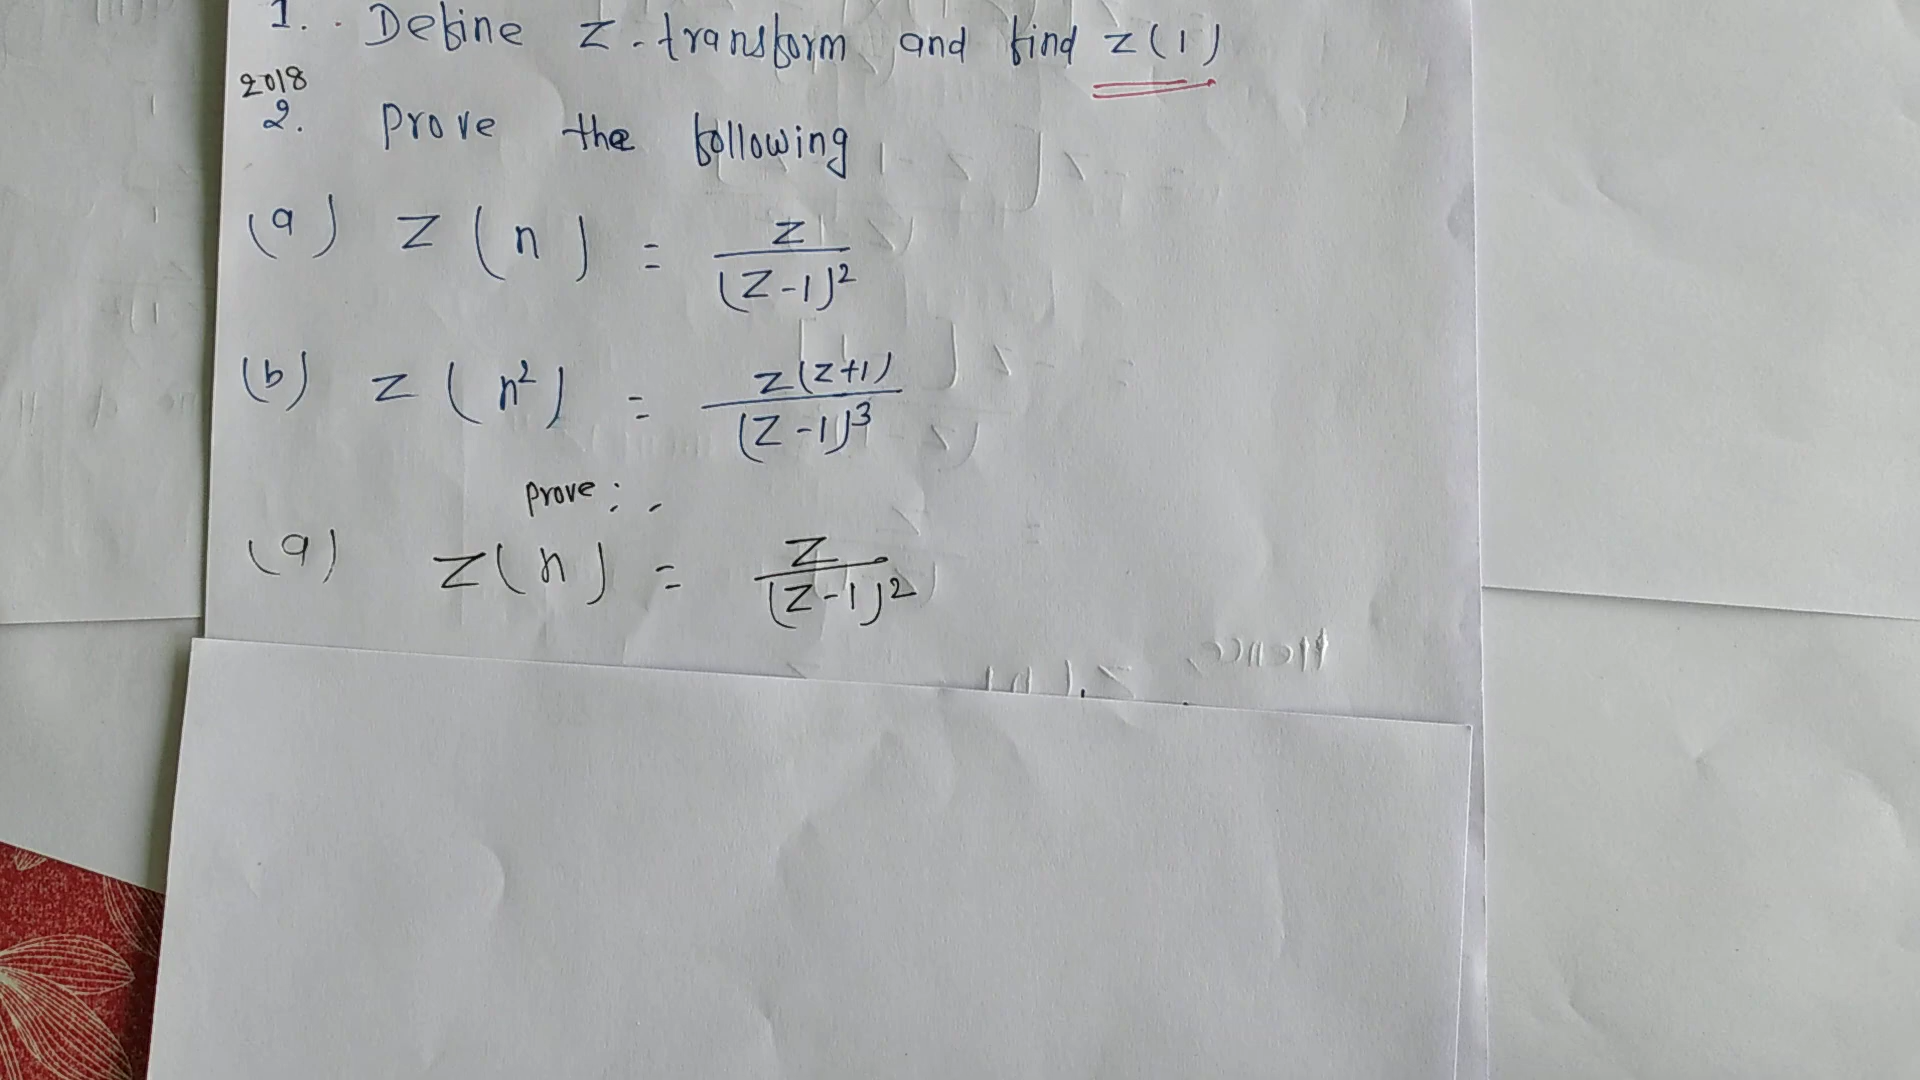 1. . Define Z-transform and find Z(1)
2018
2. Prove the following
(a) Z(n) = z/(z-1)²
(b) Z(n²) = z(z+1)/(z-1)³
prove :-
(a) Z(n) = z/(z-1)²